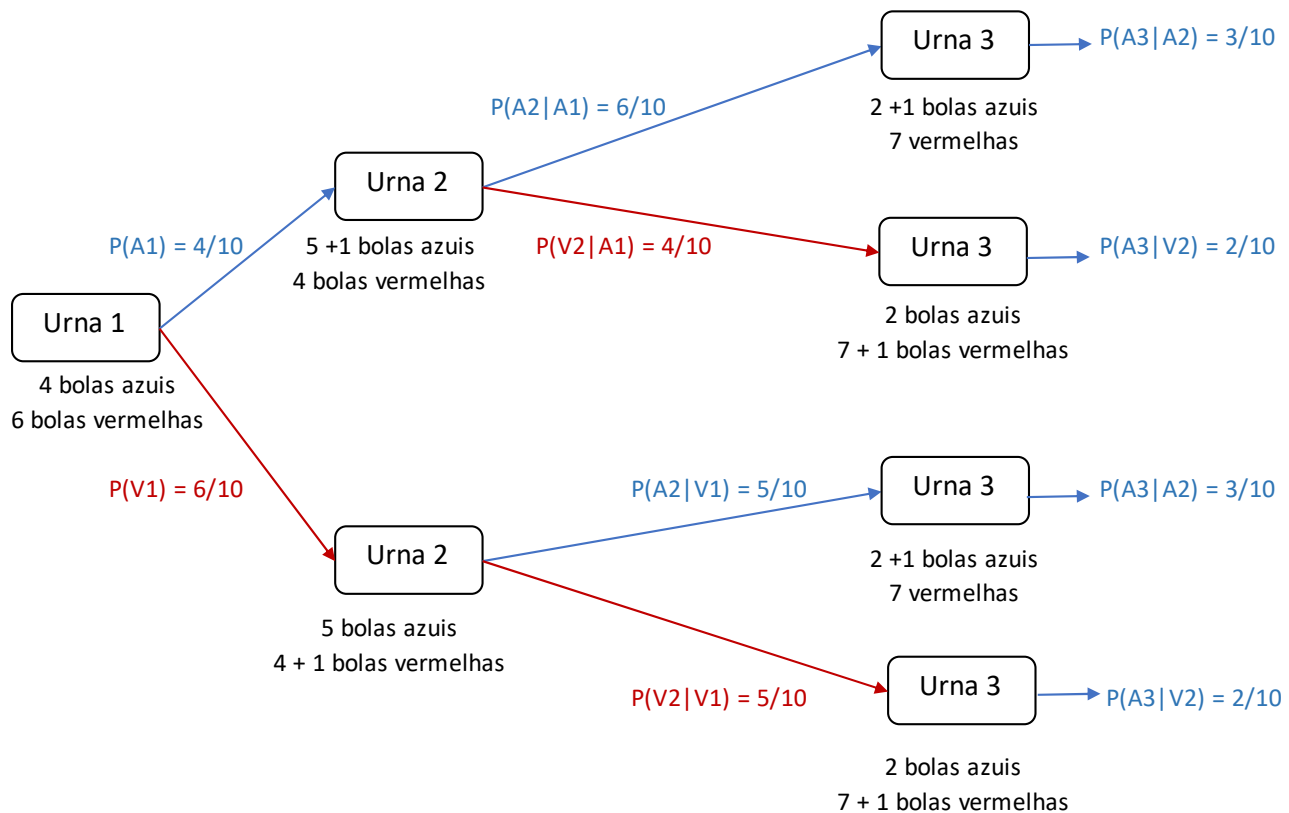 Urna 1
4 bolas azuis
6 bolas vermelhas
P(A1) = 4/10
P(V1) = 6/10
Urna 2
5 +1 bolas azuis
4 bolas vermelhas
P(A2|A1) = 6/10
P(V2|A1) = 4/10
Urna 3
2 +1 bolas azuis
7 vermelhas
P(A3|A2) = 3/10
Urna 3
2 bolas azuis
7 + 1 bolas vermelhas
P(A3|V2) = 2/10
Urna 2
5 bolas azuis
4 + 1 bolas vermelhas
P(A2|V1) = 5/10
P(V2|V1) = 5/10
Urna 3
2 +1 bolas azuis
7 vermelhas
P(A3|A2) = 3/10
Urna 3
2 bolas azuis
7 + 1 bolas vermelhas
P(A3|V2) = 2/10